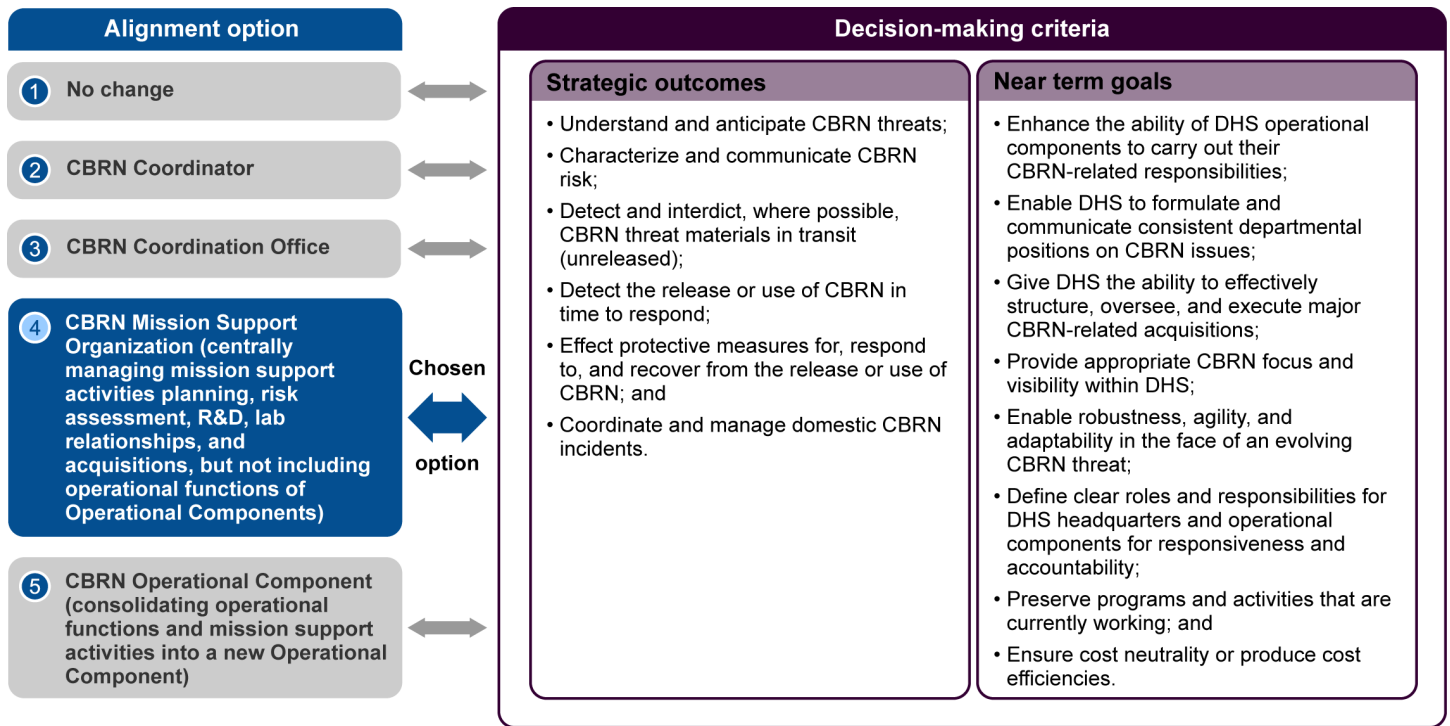 Alignment option
1
No change
2
CBRN Coordinator
3
CBRN Coordination Office
4
CBRN Mission Support
Organization (centrally
managing mission support
activities planning, risk
assessment, R&D, lab
relationships, and
acquisitions, but not including
operational functions of
Operational Components)
5
CBRN Operational Component
(consolidating operational
functions and mission support
activities into a new Operational
Component)
Chosen
option
Decision-making criteria
Strategic outcomes
• Understand and anticipate CBRN threats;
• Characterize and communicate CBRN
risk;
• Detect and interdict, where possible,
CBRN threat materials in transit
(unreleased);
• Detect the release or use of CBRN in
time to respond;
• Effect protective measures for, respond
to, and recover from the release or use of
CBRN; and
• Coordinate and manage domestic CBRN
incidents.
Near term goals
• Enhance the ability of DHS operational
components to carry out their
CBRN-related responsibilities;
• Enable DHS to formulate and
communicate consistent departmental
positions on CBRN issues;
• Give DHS the ability to effectively
structure, oversee, and execute major
CBRN-related acquisitions;
• Provide appropriate CBRN focus and
visibility within DHS;
• Enable robustness, agility, and
adaptability in the face of an evolving
CBRN threat;
• Define clear roles and responsibilities for
DHS headquarters and operational
components for responsiveness and
accountability;
• Preserve programs and activities that are
currently working; and
• Ensure cost neutrality or produce cost
efficiencies.